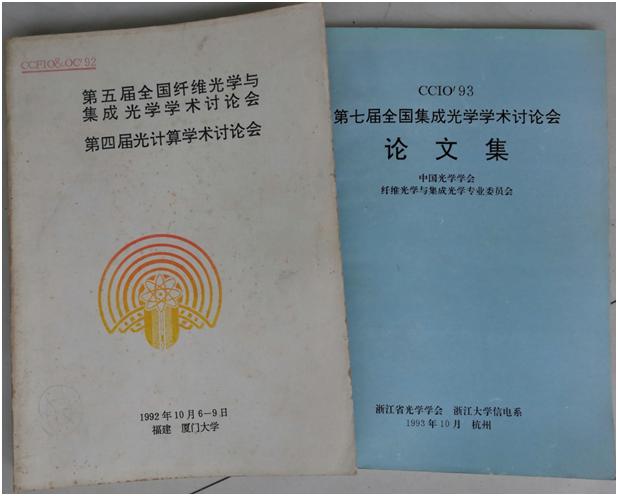 CCFIO&OC'92
第五届全国纤维光学与
集成光学学术讨论会
第四届光计算学术讨论会
1992年10月6—9日
福建 厦门大学
CCIO'93
第七届全国集成光学学术讨论会
论文集
中国光学学会
纤维光学与集成光学专业委员会
浙江省光学学会 浙江大学信电系
1993年10月 杭州